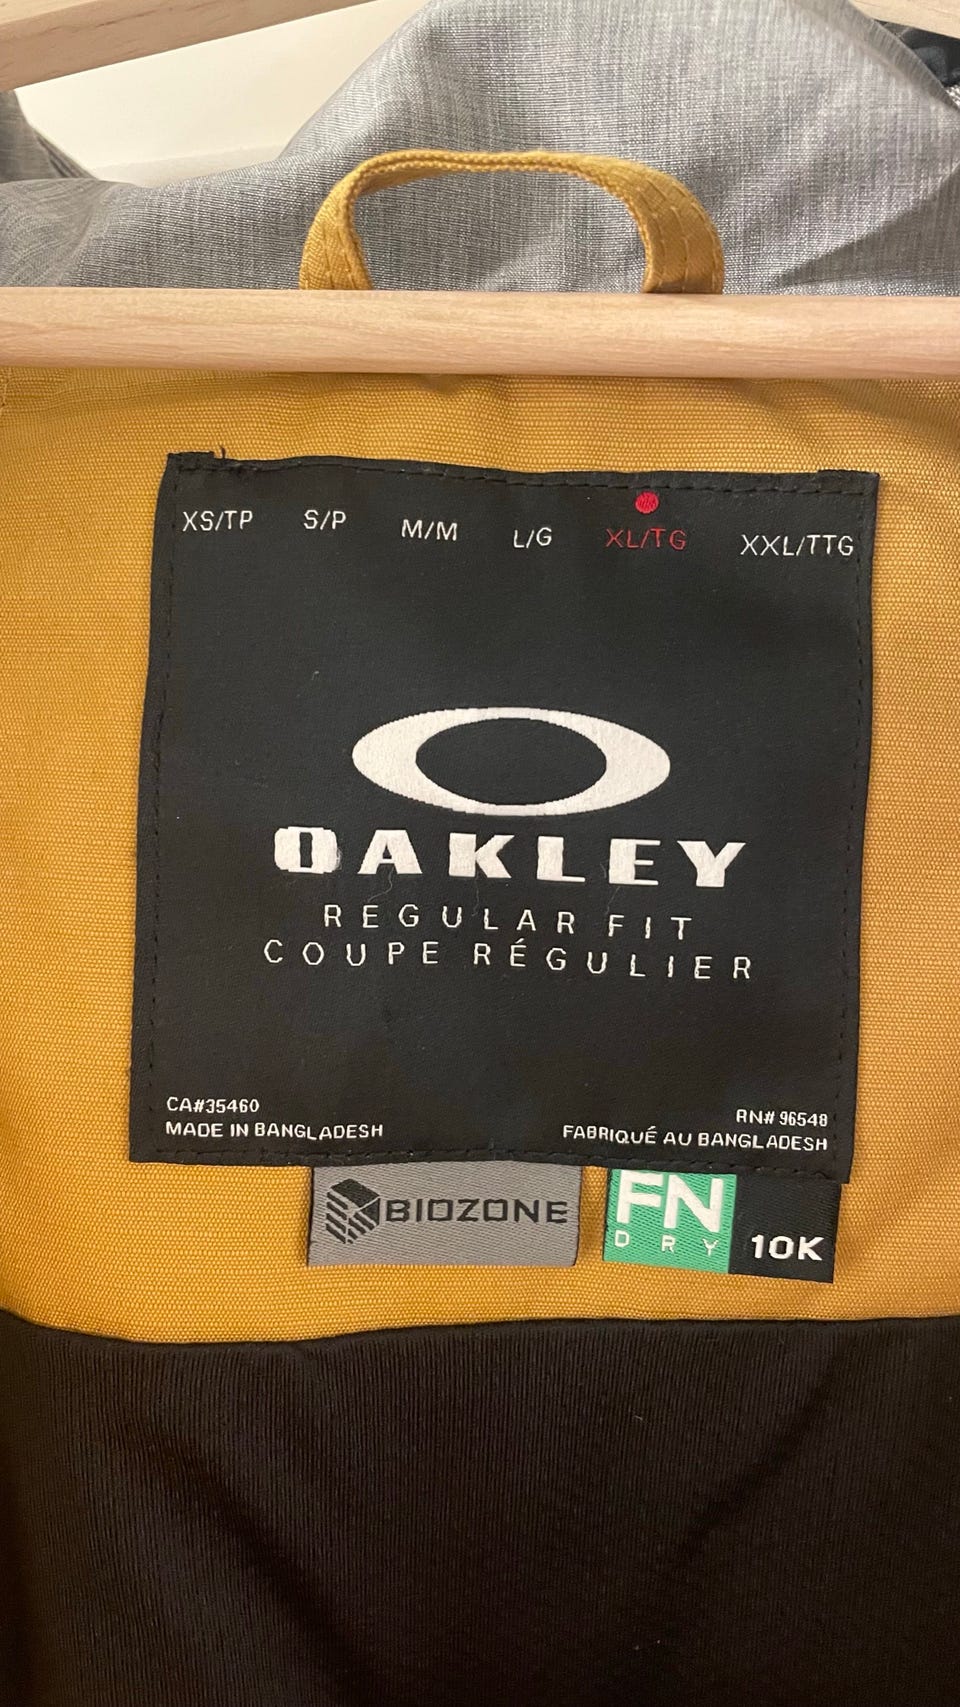 XS/TP S/P M/M L/G XL/TG XXL/TTG
OAKLEY
REGULAR FIT
COUPE RÉGULIER
CA#35460
MADE IN BANGLADESH
RN# 96548
FABRIQUÉ AU BANGLADESH
BIOZONE
FN
DRY
10K